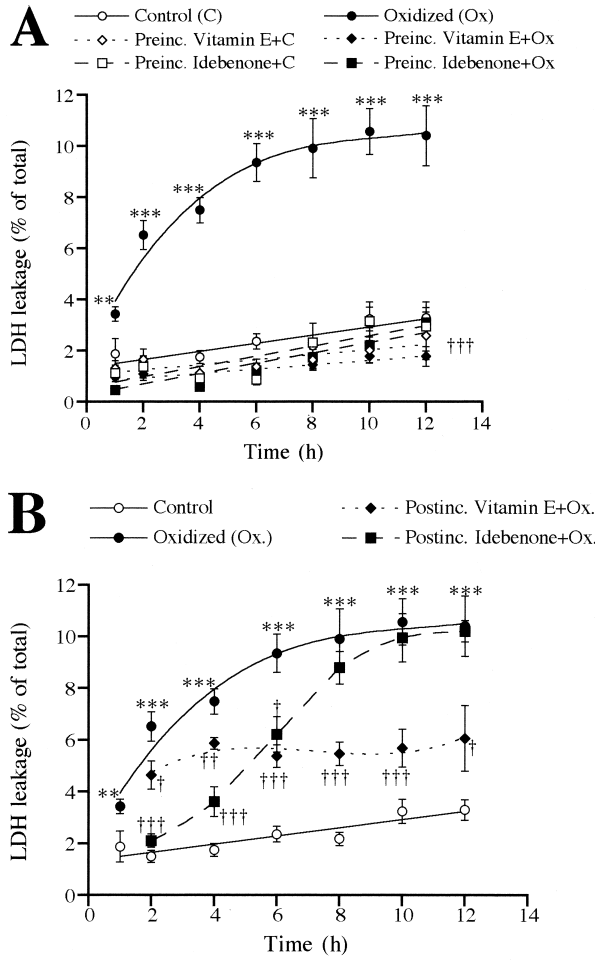 A
Control (C) Oxidized (Ox)
Preinc. Vitamin E+C Preinc. Vitamin E+Ox
Preinc. Idebenone+C Preinc. Idebenone+Ox
LDH leakage (% of total)
12
10
8
6
4
2
0
** *** *** *** *** *** ***
†††
0 2 4 6 8 10 12 14
Time (h)
B
Control Postinc. Vitamin E+Ox.
Oxidized (Ox.) Postinc. Idebenone+Ox.
LDH leakage (% of total)
12
10
8
6
4
2
0
** *** *** *** *** *** ***
† †† ††† ††† ††† †
††† ††† †
0 2 4 6 8 10 12 14
Time (h)